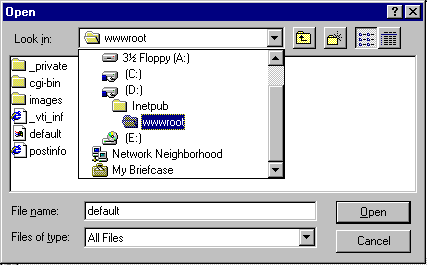 Open
Look in: wwwroot
_private
cgi-bin
images
_vti_inf
default
postinfo
3½ Floppy (A:)
(C:)
(D:)
Inetpub
wwwroot
(E:)
Network Neighborhood
My Briefcase
File name: default
Open
Files of type: All Files
Cancel